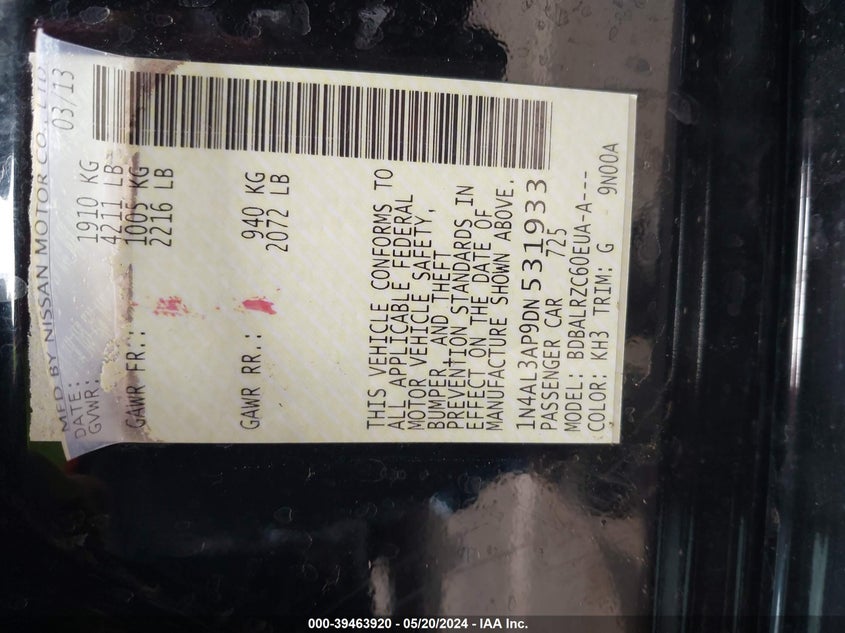 MFD BY NISSAN MOTOR CO., LTD
DATE: 03/13
GVWR: 1910 KG
4211 LB
GAWR FR.: 1005 KG
2216 LB
GAWR RR.: 940 KG
2072 LB
THIS VEHICLE CONFORMS TO
ALL APPLICABLE FEDERAL
MOTOR VEHICLE SAFETY,
BUMPER, AND THEFT
PREVENTION STANDARDS IN
EFFECT ON THE DATE OF
MANUFACTURE SHOWN ABOVE.
1N4AL3AP9DN531933
PASSENGER CAR 725
MODEL: BDBALRZC60EUA-A---
COLOR: KH3 TRIM: G 9N00A
000-39463920 - 05/20/2024 - IAA Inc.